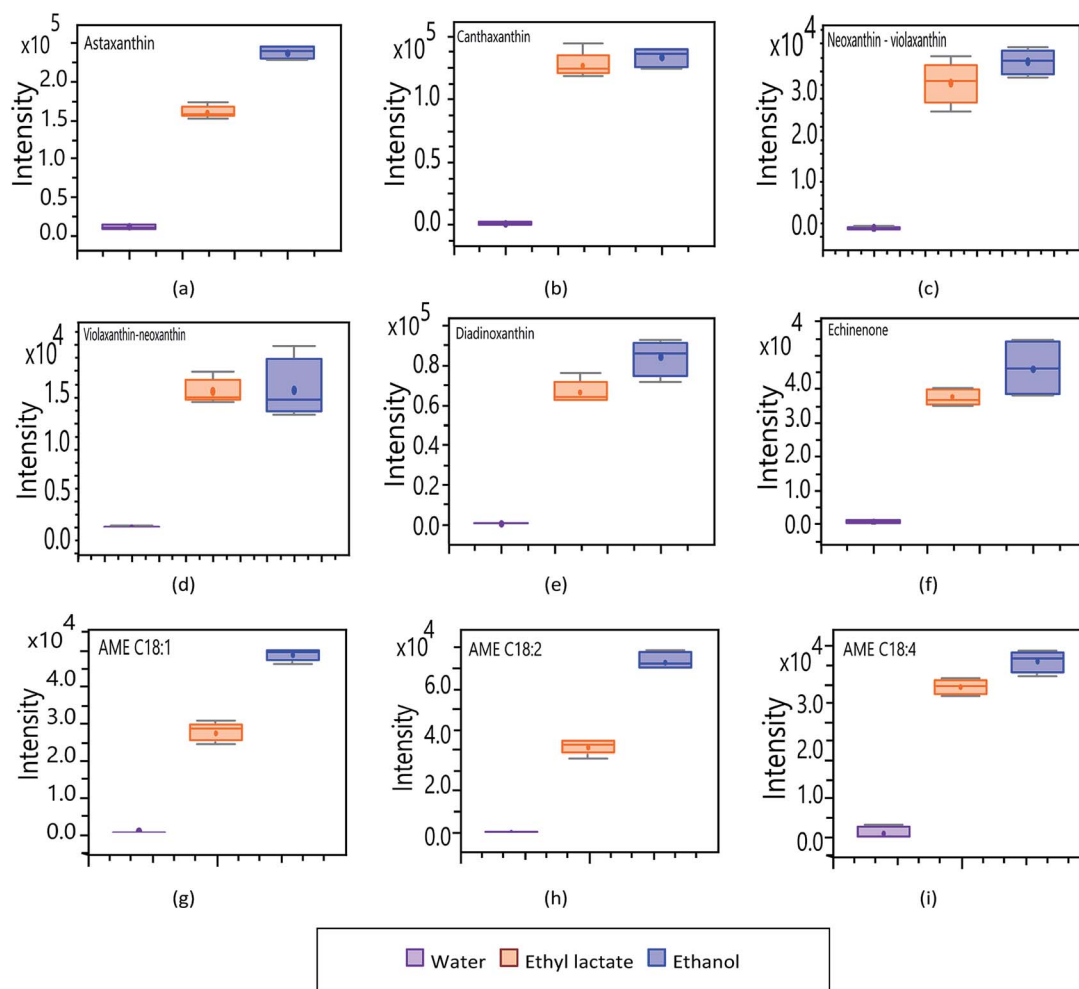 x10^5
Astaxanthin
Intensity
2.0
1.5
1.0
0.5
0.0
(a)
x10^5
Canthaxanthin
Intensity
1.0
0.5
0.0
(b)
x10^4
Neoxanthin - violaxanthin
Intensity
3.0
2.0
1.0
0.0
(c)
x10^4
Violaxanthin-neoxanthin
Intensity
1.5
1.0
0.5
0.0
(d)
x10^5
Diadinoxanthin
Intensity
0.8
0.6
0.4
0.2
0.0
(e)
x10^4
Echinenone
Intensity
4.0
3.0
2.0
1.0
0.0
(f)
x10^4
AME C18:1
Intensity
4.0
3.0
2.0
1.0
0.0
(g)
x10^4
AME C18:2
Intensity
6.0
4.0
2.0
0.0
(h)
x10^4
AME C18:4
Intensity
3.0
2.0
1.0
0.0
(i)
Water Ethyl lactate Ethanol